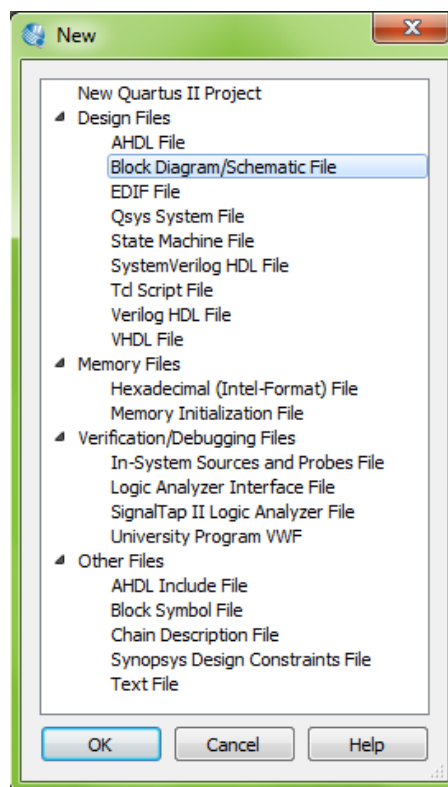 New
New Quartus II Project
Design Files
AHDL File
Block Diagram/Schematic File
EDIF File
Qsys System File
State Machine File
SystemVerilog HDL File
Tcl Script File
Verilog HDL File
VHDL File
Memory Files
Hexadecimal (Intel-Format) File
Memory Initialization File
Verification/Debugging Files
In-System Sources and Probes File
Logic Analyzer Interface File
SignalTap II Logic Analyzer File
University Program VWF
Other Files
AHDL Include File
Block Symbol File
Chain Description File
Synopsys Design Constraints File
Text File
OK Cancel Help